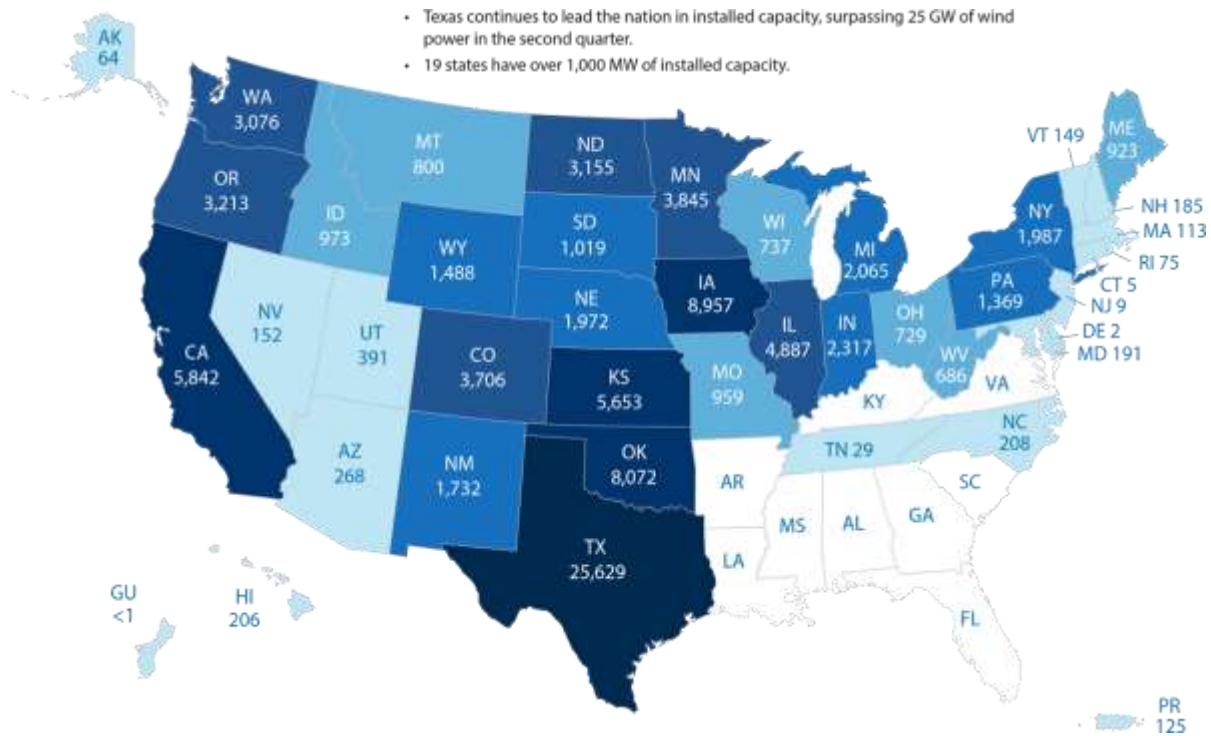 • Texas continues to lead the nation in installed capacity, surpassing 25 GW of wind
power in the second quarter.
• 19 states have over 1,000 MW of installed capacity.
AK
64
WA
3,076
OR
3,213
CA
5,842
NV
152
ID
973
MT
800
WY
1,488
UT
391
AZ
268
CO
3,706
NM
1,732
ND
3,155
SD
1,019
NE
1,972
KS
5,653
OK
8,072
TX
25,629
MN
3,845
IA
8,957
MO
959
AR
LA
WI
737
IL
4,887
MI
2,065
IN
2,317
OH
729
KY
TN 29
MS
AL
GA
FL
SC
NC
208
VA
WV
686
PA
1,369
NY
1,987
VT 149
ME
923
NH 185
MA 113
RI 75
CT 5
NJ 9
DE 2
MD 191
GU
<1
HI
206
PR
125